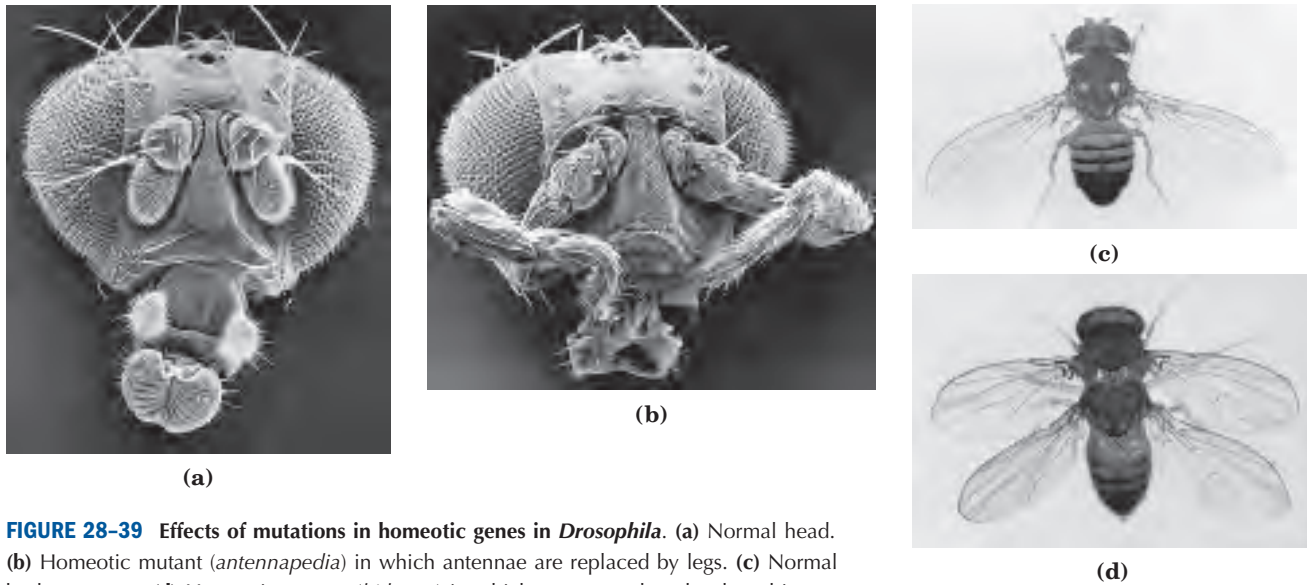 (a)
(b)
(c)
(d)
FIGURE 28–39 Effects of mutations in homeotic genes in Drosophila. (a) Normal head.
(b) Homeotic mutant (antennapedia) in which antennae are replaced by legs. (c) Normal